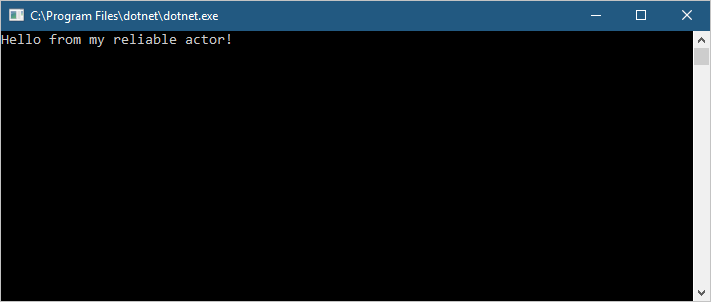 C:\Program Files\dotnet\dotnet.exe
Hello from my reliable actor!